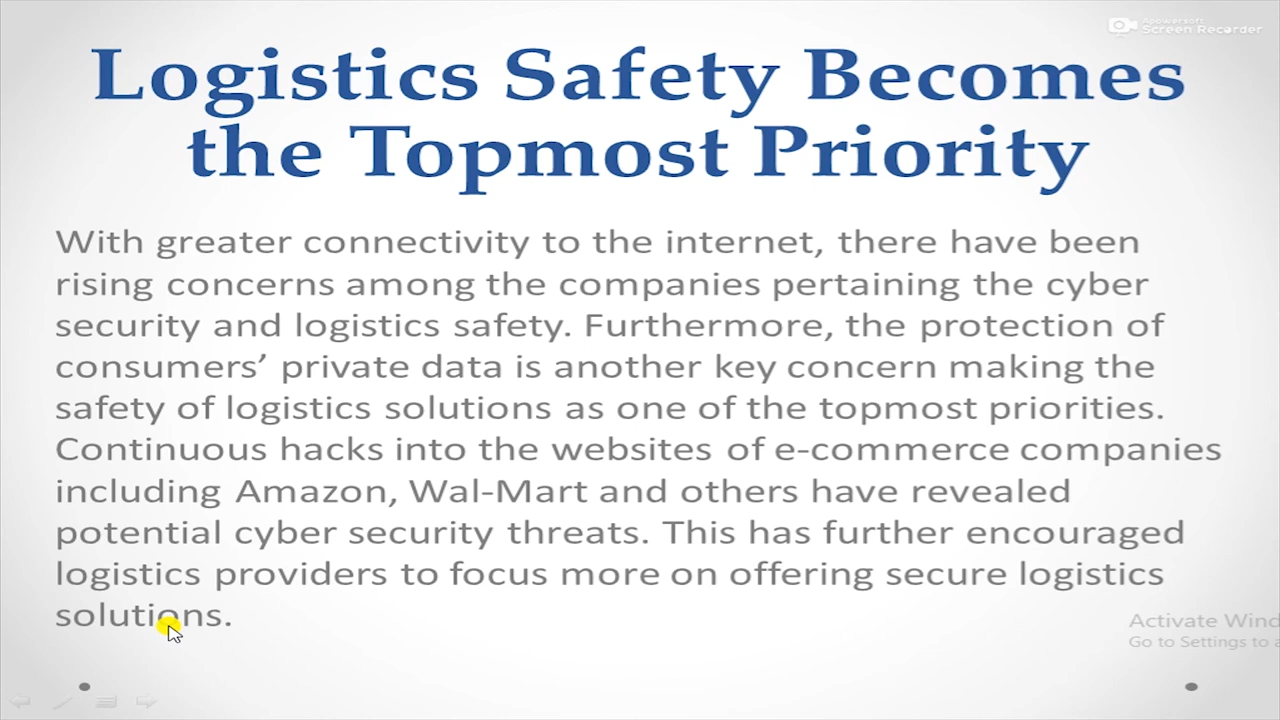 Apowersoft
Screen Recorder
Logistics Safety Becomes
the Topmost Priority
With greater connectivity to the internet, there have been
rising concerns among the companies pertaining the cyber
security and logistics safety. Furthermore, the protection of
consumers’ private data is another key concern making the
safety of logistics solutions as one of the topmost priorities.
Continuous hacks into the websites of e-commerce companies
including Amazon, Wal-Mart and others have revealed
potential cyber security threats. This has further encouraged
logistics providers to focus more on offering secure logistics
solutions.
Activate Wind
Go to Settings to a